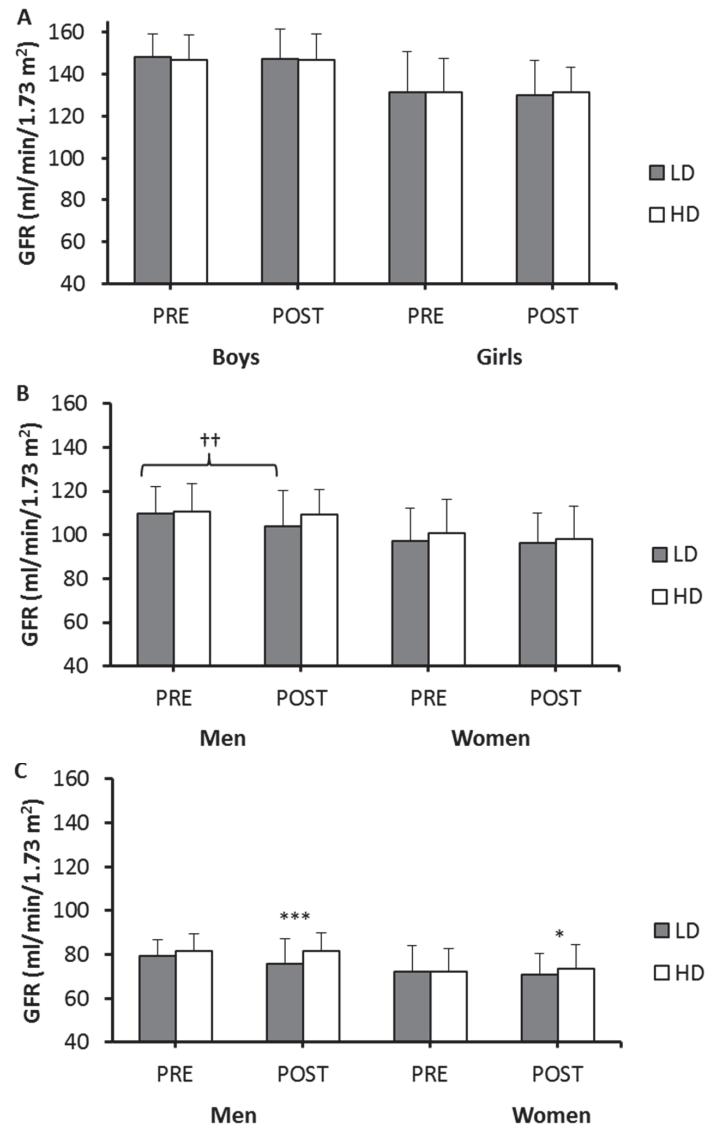 A
GFR (ml/min/1.73 m²)
160
140
120
100
80
60
40
PRE POST PRE POST
Boys Girls
LD
HD
B
GFR (ml/min/1.73 m²)
160
140
120
100
80
60
40
††
PRE POST PRE POST
Men Women
LD
HD
C
GFR (ml/min/1.73 m²)
160
140
120
100
80
60
40
*** *
PRE POST PRE POST
Men Women
LD
HD